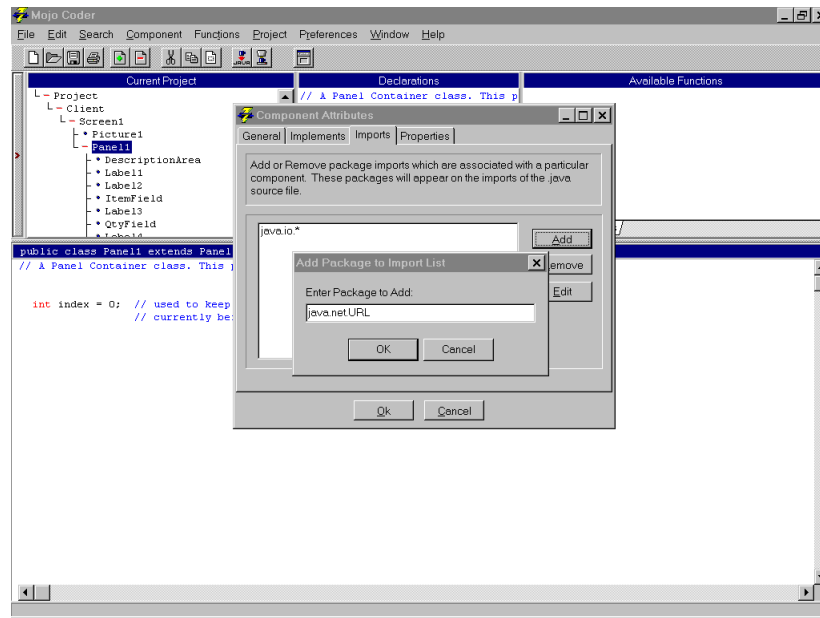 Mojo Coder
File Edit Search Component Functions Project Preferences Window Help
JAVA
Current Project
Declarations
Available Functions
Project
Client
Screen1
Picture1
Panel1
DescriptionArea
Label1
Label2
ItemField
Label3
QtyField
// A Panel Container class. This p
public class Panel1 extends Panel
// A Panel Container class. This
int index = 0; // used to keep
// currently be
Component Attributes
General Implements Imports Properties
Add or Remove package imports which are associated with a particular
component. These packages will appear on the imports of the .java
source file.
java.io.*
Add
emove
Edit
Add Package to Import List
Enter Package to Add:
java.net.URL
OK Cancel
Ok Cancel